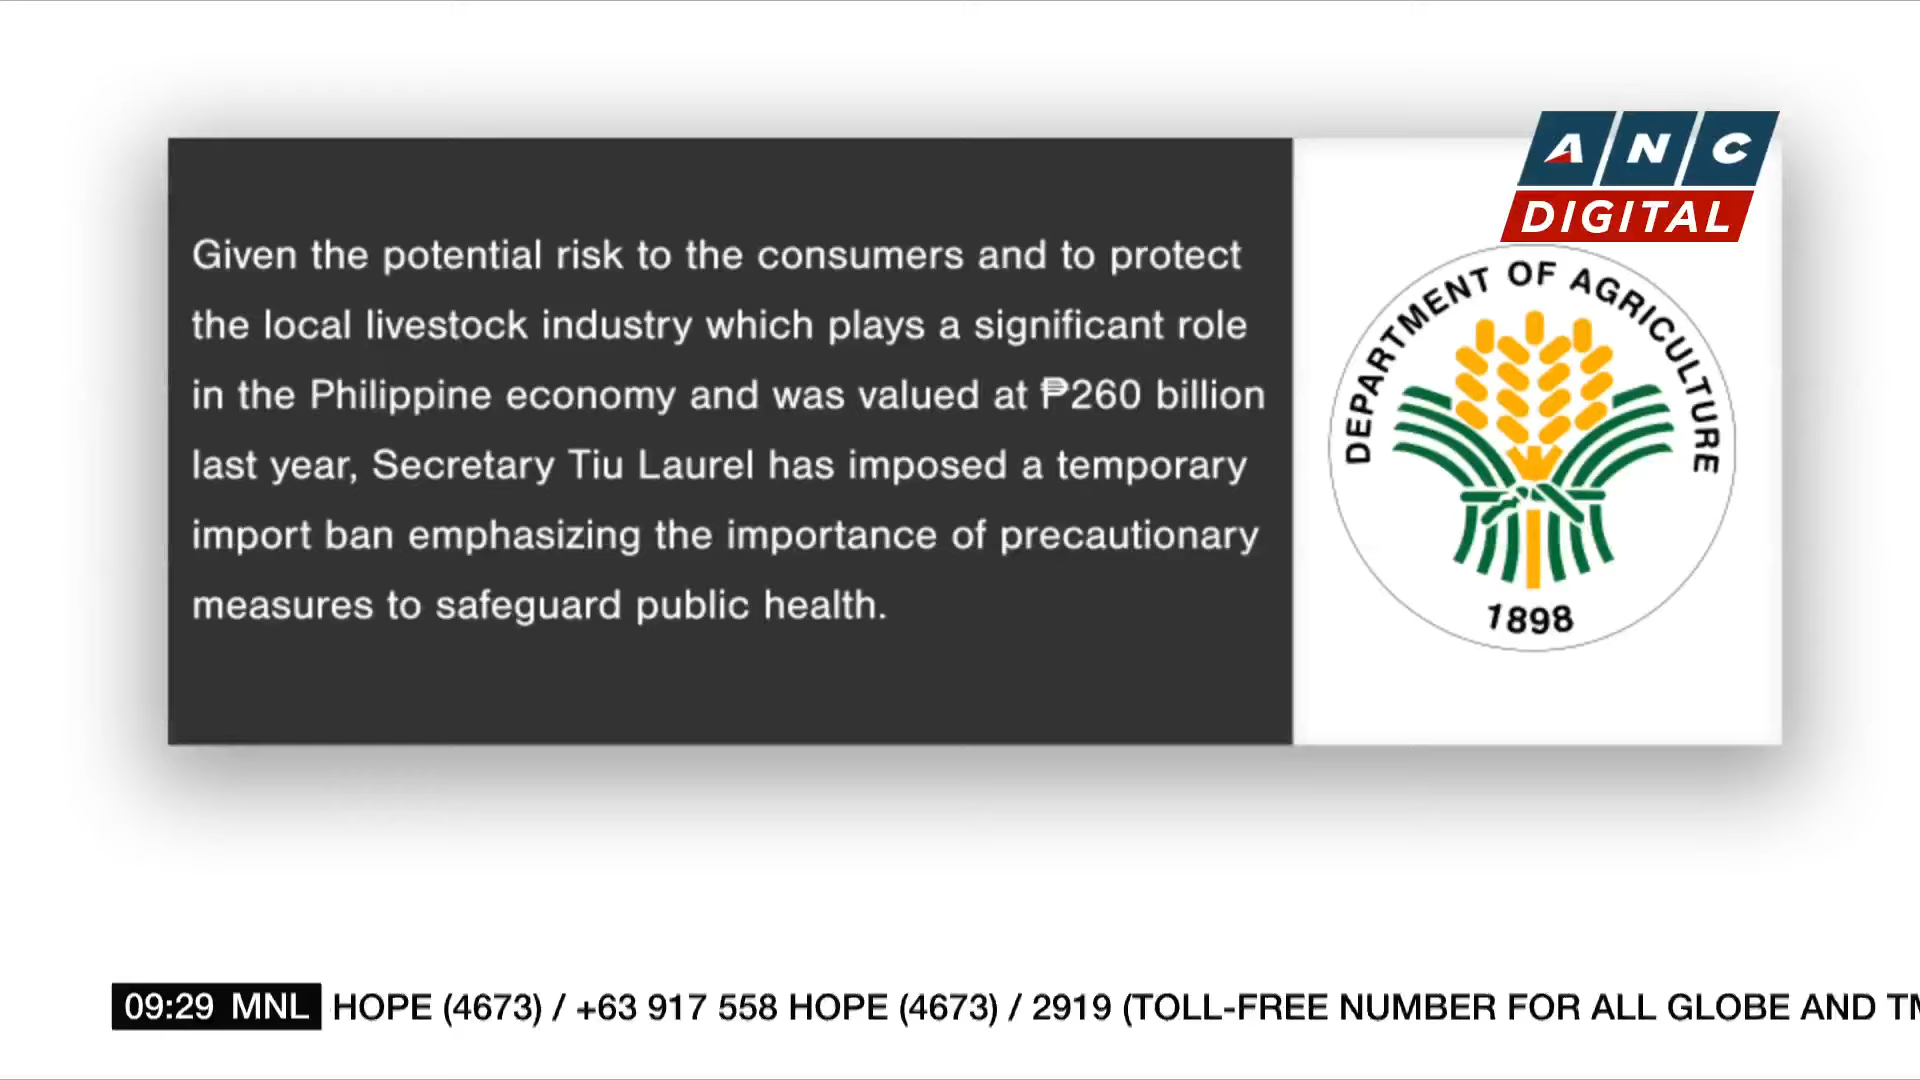 ANC
DIGITAL
Given the potential risk to the consumers and to protect
the local livestock industry which plays a significant role
in the Philippine economy and was valued at ₱260 billion
last year, Secretary Tiu Laurel has imposed a temporary
import ban emphasizing the importance of precautionary
measures to safeguard public health.
DEPARTMENT OF AGRICULTURE
1898
09:29 MNL HOPE (4673) / +63 917 558 HOPE (4673) / 2919 (TOLL-FREE NUMBER FOR ALL GLOBE AND TM